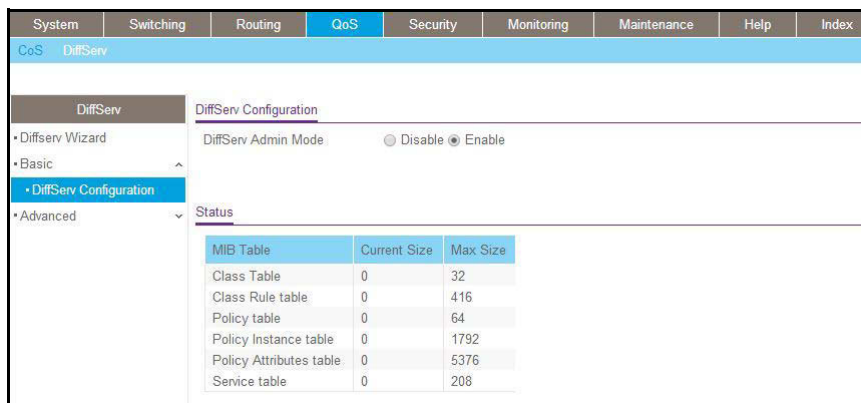 System Switching Routing QoS Security Monitoring Maintenance Help Index
CoS DiffServ
DiffServ
Diffserv Wizard
Basic
DiffServ Configuration
Advanced
DiffServ Configuration
DiffServ Admin Mode Disable Enable
Status
MIB Table Current Size Max Size
Class Table 0 32
Class Rule table 0 416
Policy table 0 64
Policy Instance table 0 1792
Policy Attributes table 0 5376
Service table 0 208